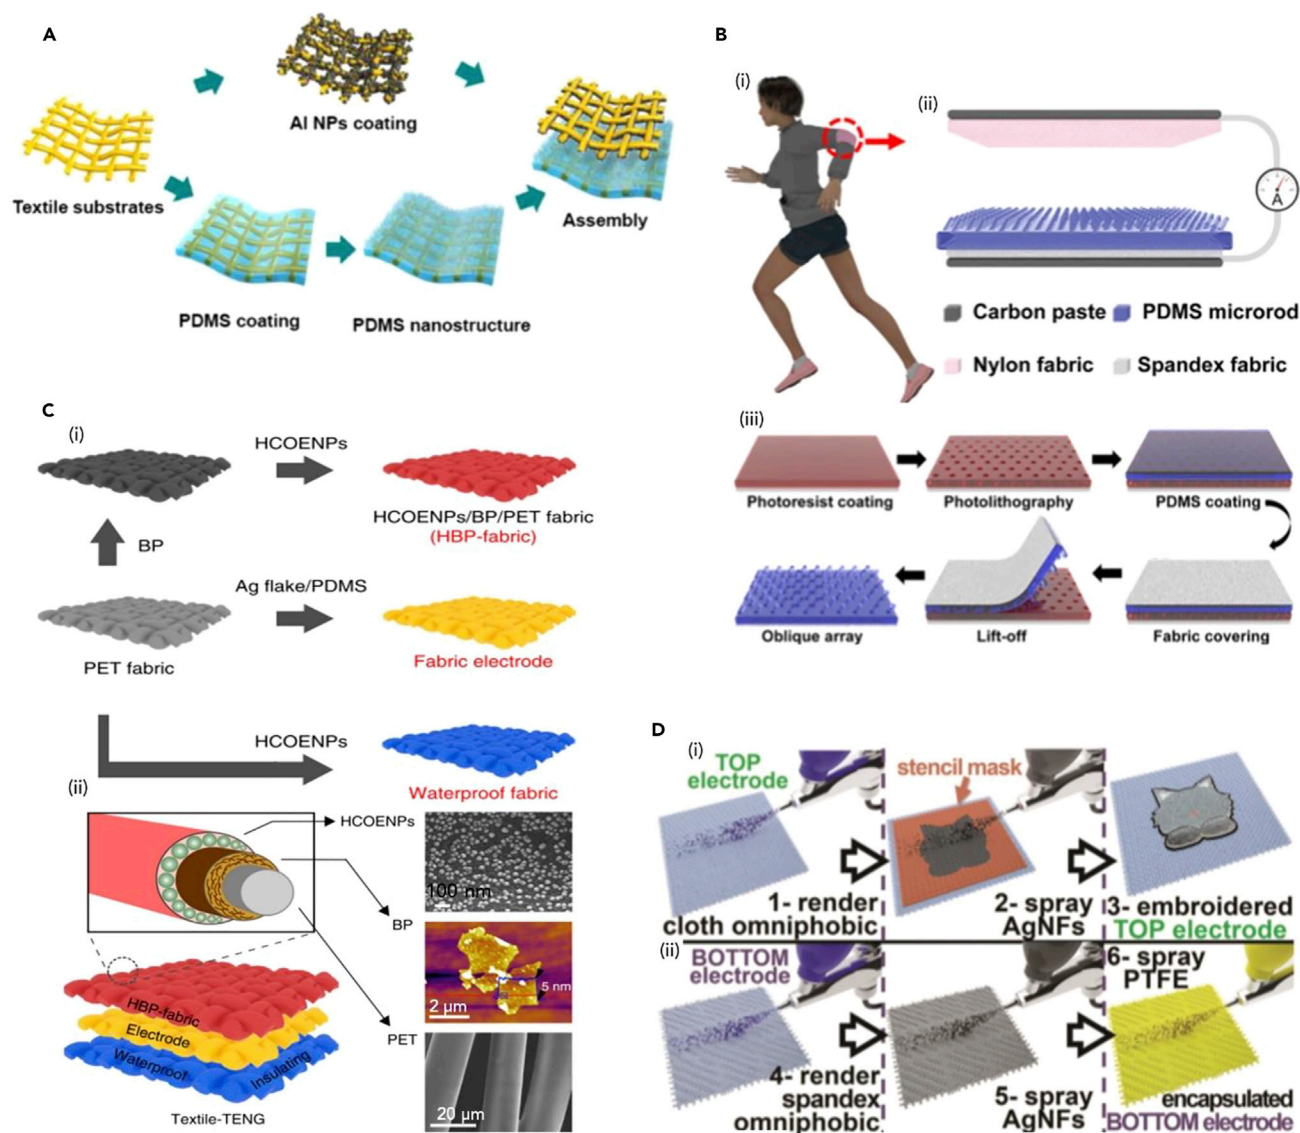 A
Al NPs coating
Textile substrates
Assembly
PDMS coating
PDMS nanostructure
B
(i)
(ii)
A
Carbon paste
PDMS microrod
Nylon fabric
Spandex fabric
(iii)
Photoresist coating
Photolithography
PDMS coating
Oblique array
Lift-off
Fabric covering
C
(i)
HCOENPs
HCOENPs/BP/PET fabric
(HBP-fabric)
BP
Ag flake/PDMS
PET fabric
Fabric electrode
HCOENPs
Waterproof fabric
(ii)
HCOENPs
100 nm
BP
5 nm
2 μm
PET
20 μm
HBP-fabric
Electrode
Waterproof
Insulating
Textile-TENG
D
(i)
TOP
electrode
stencil mask
1- render
cloth omniphobic
2- spray
AgNFs
3- embroidered
TOP electrode
(ii)
BOTTOM
electrode
6- spray
PTFE
4- render
spandex
omniphobic
5- spray
AgNFs
encapsulated
BOTTOM electrode